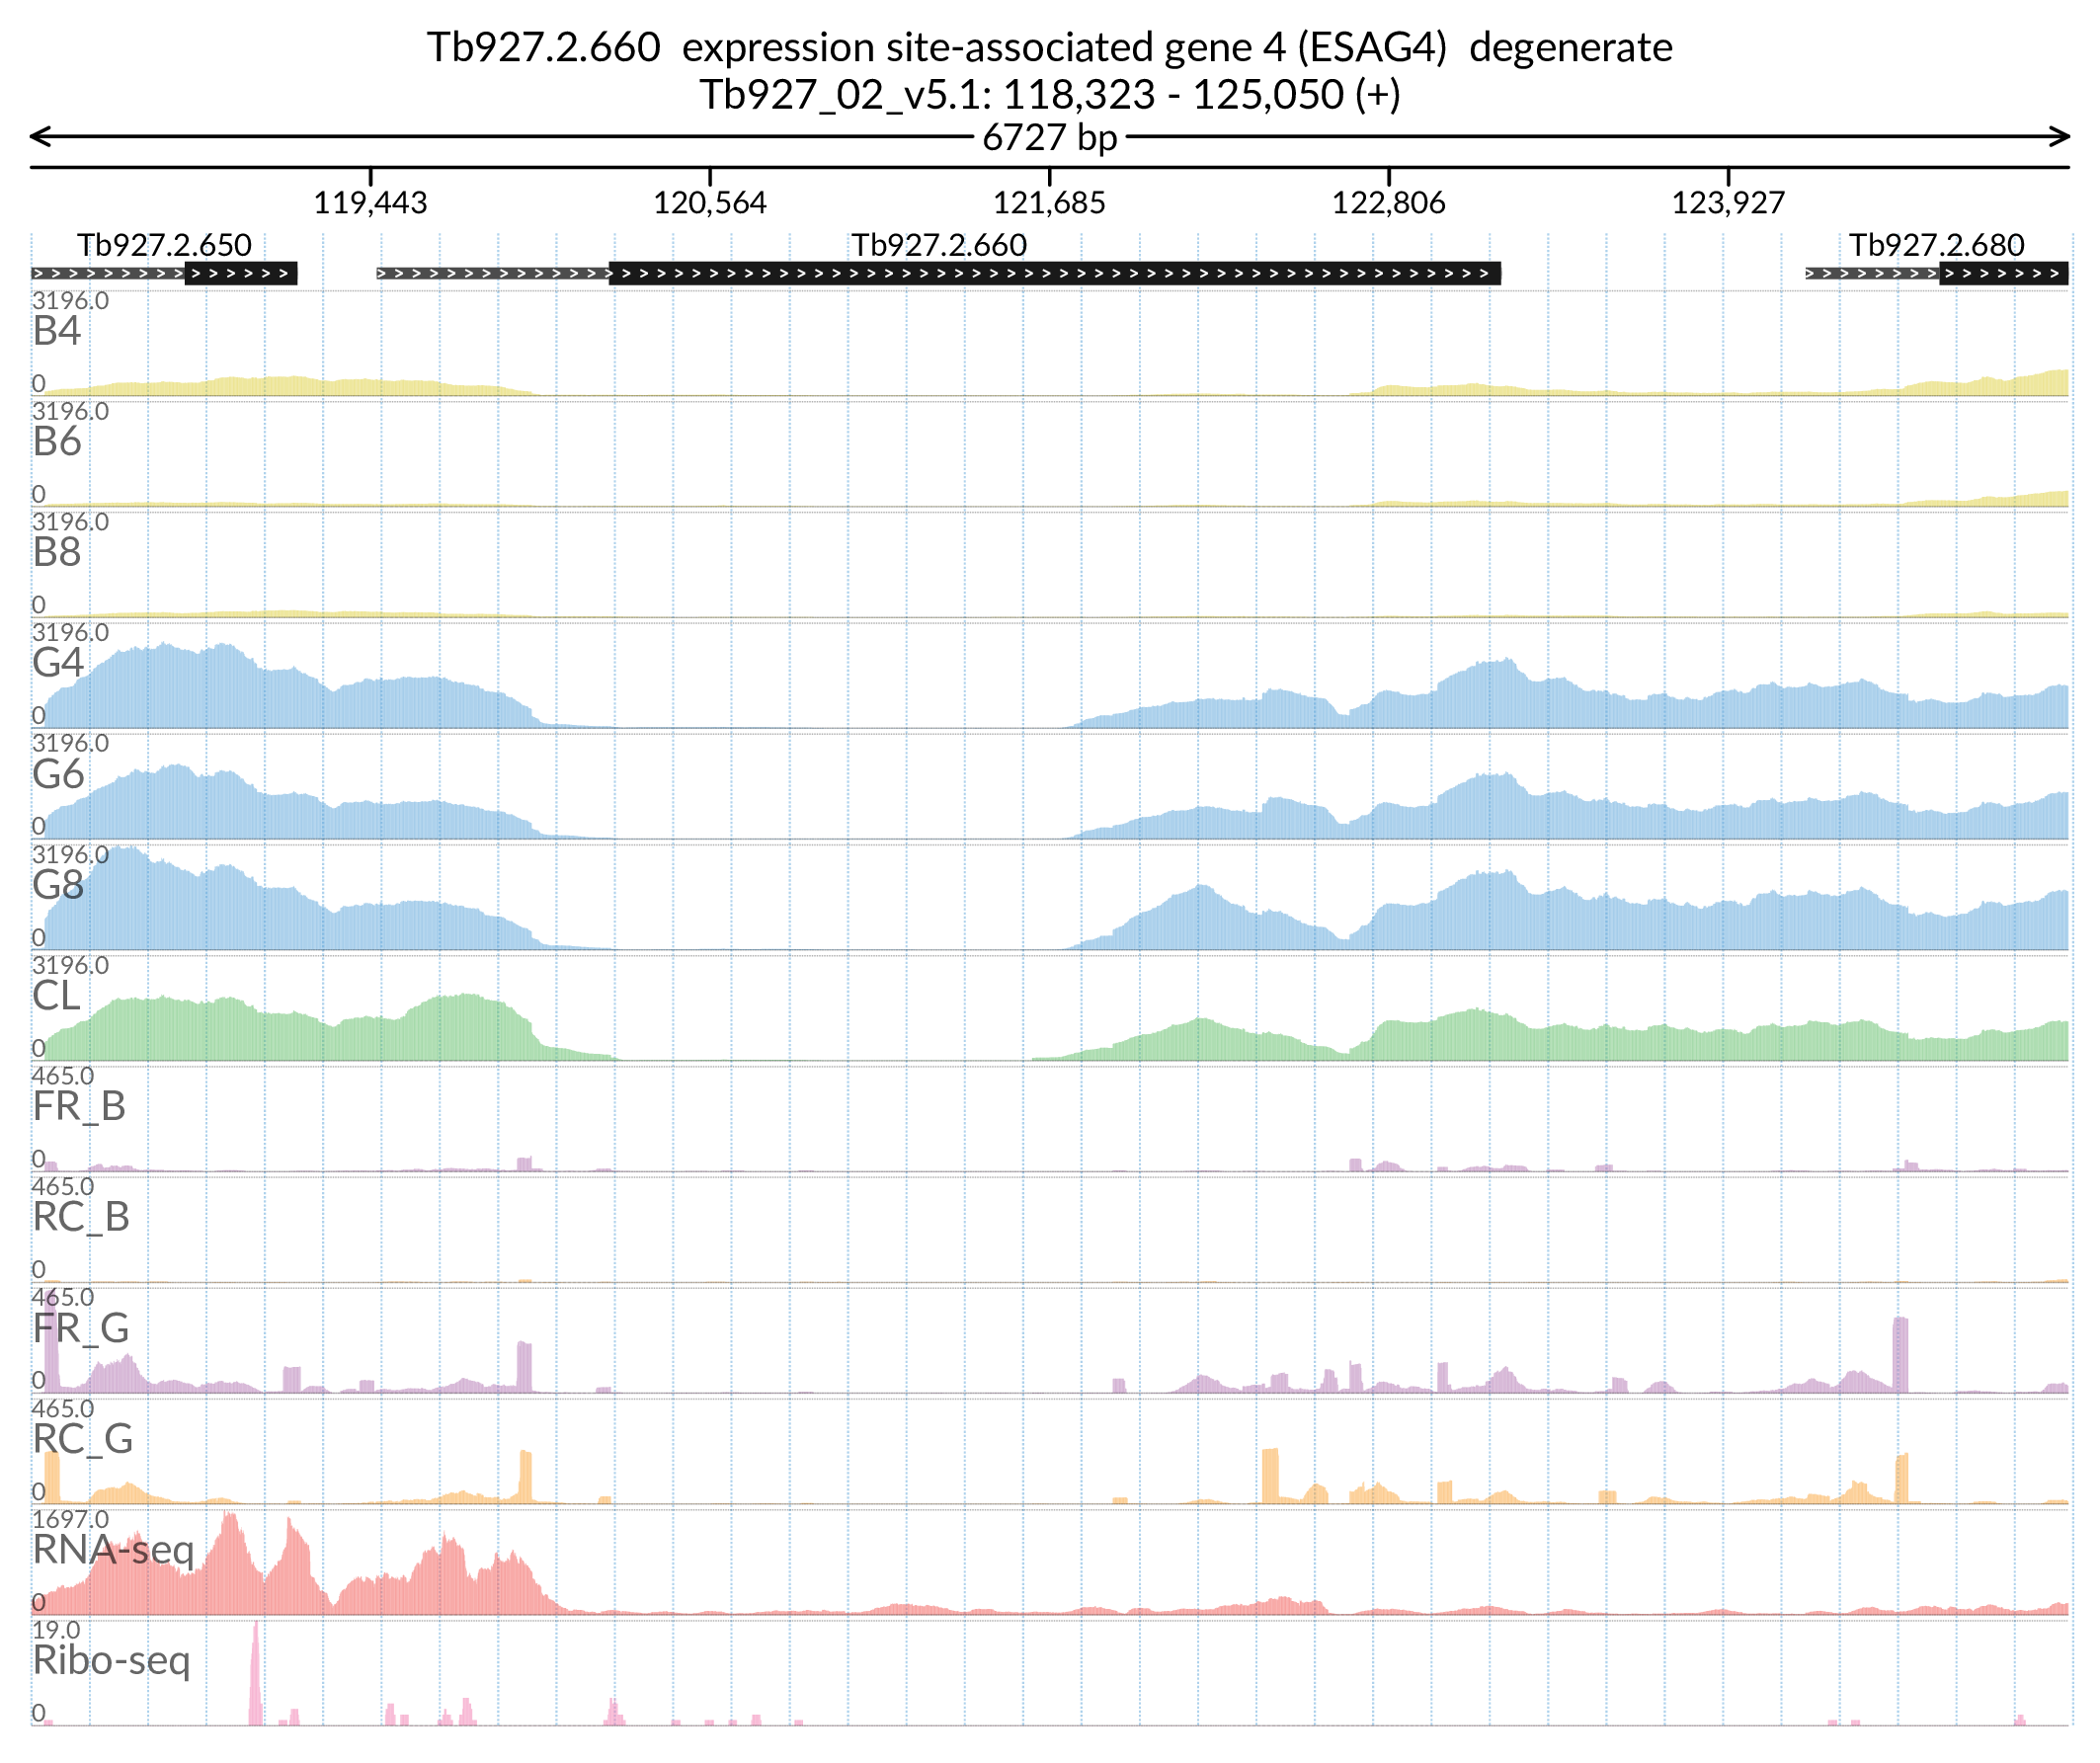 Tb927.2.660  expression site-associated gene 4 (ESAG4)  degenerate
Tb927_02_v5.1: 118,323 - 125,050 (+)
6727 bp
119,443 120,564 121,685 122,806 123,927
Tb927.2.650 Tb927.2.660 Tb927.2.680
3196.0
B4
0
3196.0
B6
0
3196.0
B8
0
3196.0
G4
0
3196.0
G6
0
3196.0
G8
0
3196.0
CL
0
465.0
FR_B
0
465.0
RC_B
0
465.0
FR_G
0
465.0
RC_G
0
1697.0
RNA-seq
0
19.0
Ribo-seq
0